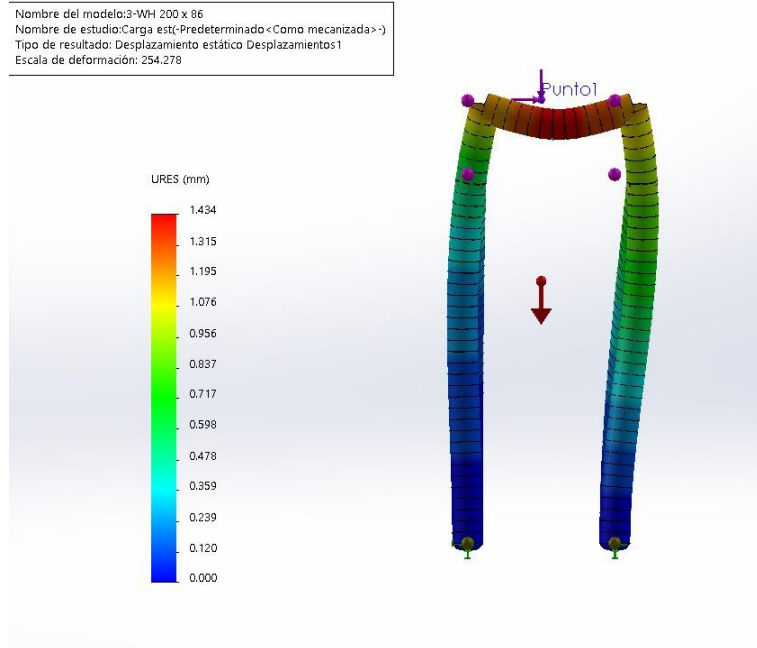 Nombre del modelo:3-WH 200 x 86
Nombre de estudio:Carga est(-Predeterminado<Como mecanizada>-)
Tipo de resultado: Desplazamiento estático Desplazamientos1
Escala de deformación: 254.278
Punto1
URES (mm)
1.434
1.315
1.195
1.076
0.956
0.837
0.717
0.598
0.478
0.359
0.239
0.120
0.000